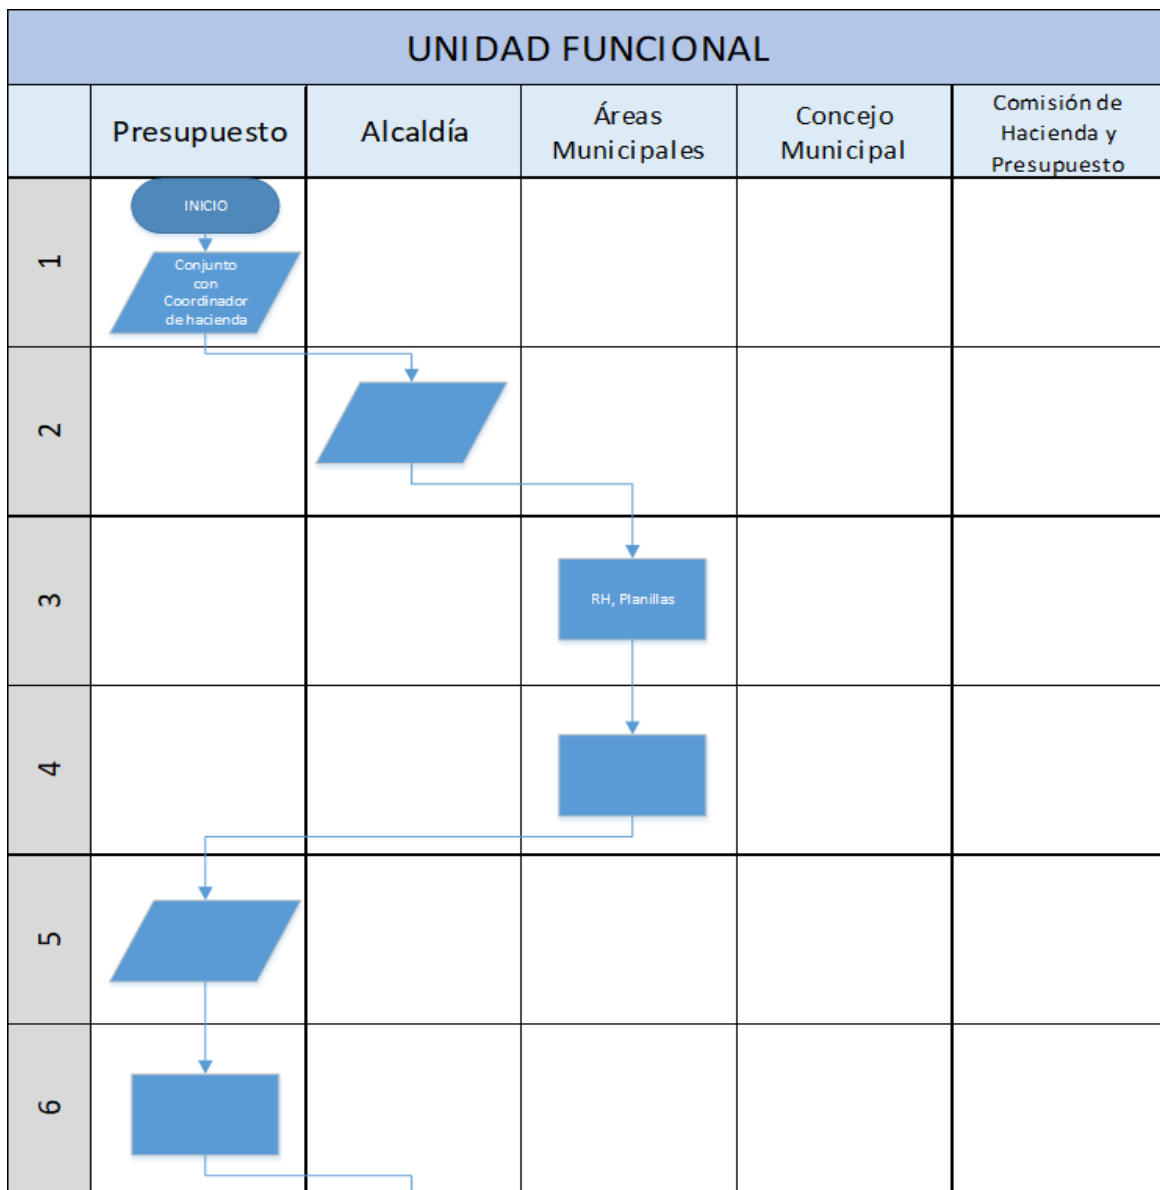 UNIDAD FUNCIONAL
Presupuesto
Alcaldía
Áreas
Municipales
Concejo
Municipal
Comisión de
Hacienda y
Presupuesto
1
INICIO
Conjunto
con
Coordinador
de hacienda
2
3
RH, Planillas
4
5
6